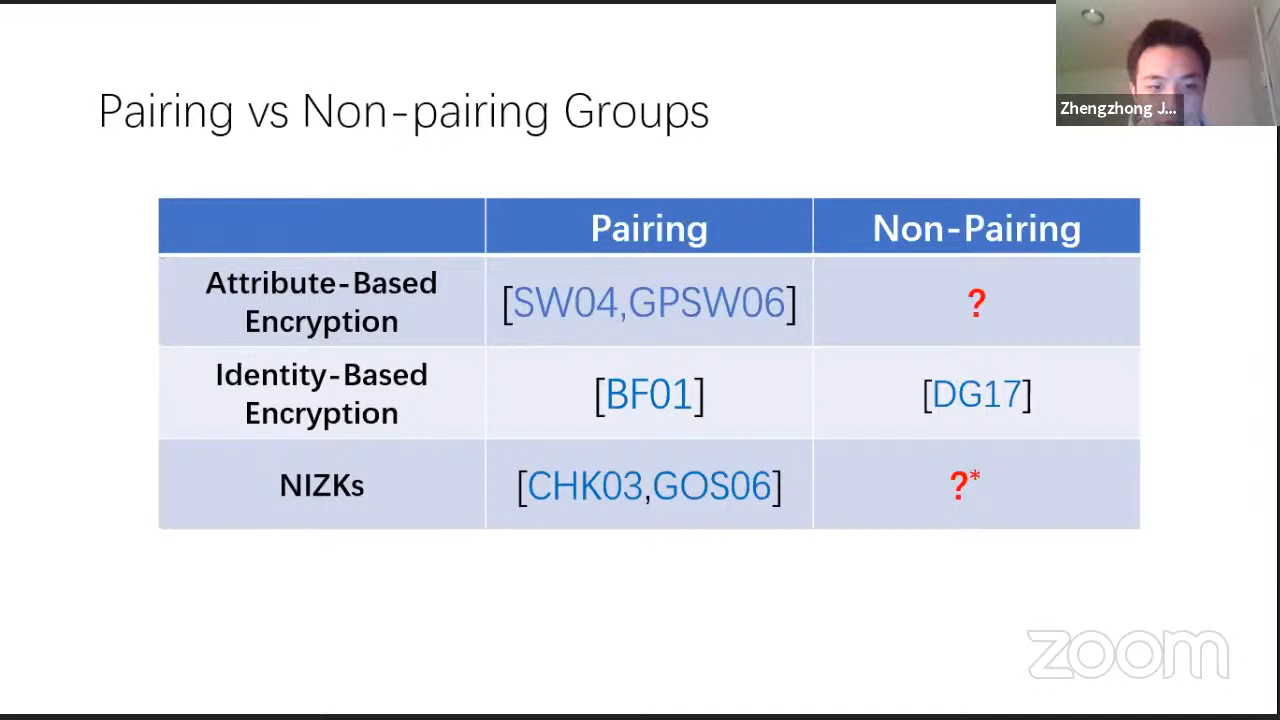 Pairing vs Non-pairing Groups
Zhengzhong J...
Pairing
Non-Pairing
Attribute-Based
Encryption
[SW04,GPSW06]
?
Identity-Based
Encryption
[BF01]
[DG17]
NIZKs
[CHK03,GOS06]
?*
zoom